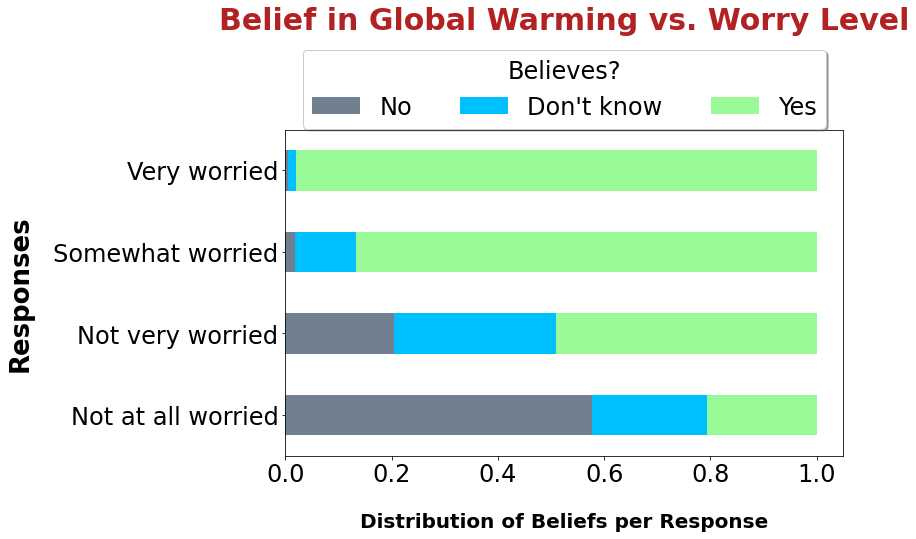 Belief in Global Warming vs. Worry Level
Believes?
No Don't know Yes
Responses
Very worried
Somewhat worried
Not very worried
Not at all worried
0.0 0.2 0.4 0.6 0.8 1.0
Distribution of Beliefs per Response